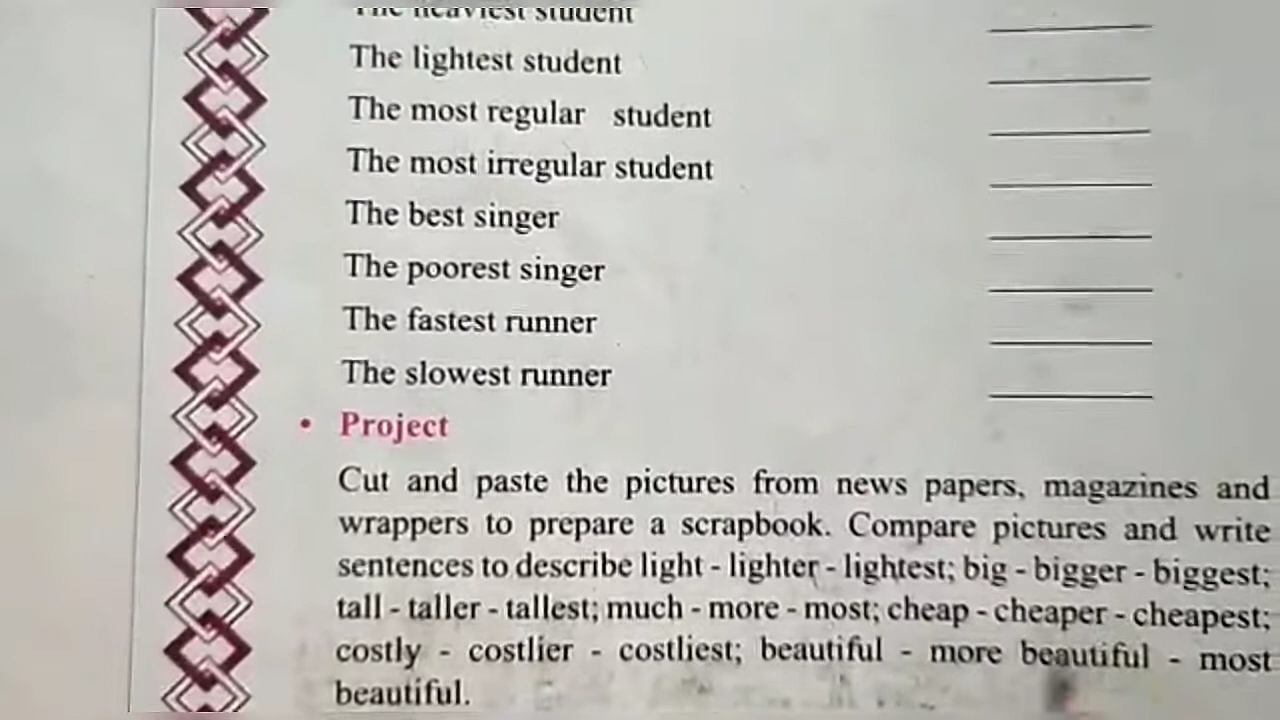 The heaviest student
The lightest student
The most regular student
The most irregular student
The best singer
The poorest singer
The fastest runner
The slowest runner
• Project
Cut and paste the pictures from news papers, magazines and
wrappers to prepare a scrapbook. Compare pictures and write
sentences to describe light - lighter - lightest; big - bigger - biggest;
tall - taller - tallest; much - more - most; cheap - cheaper - cheapest;
costly - costlier - costliest; beautiful - more beautiful - most
beautiful.